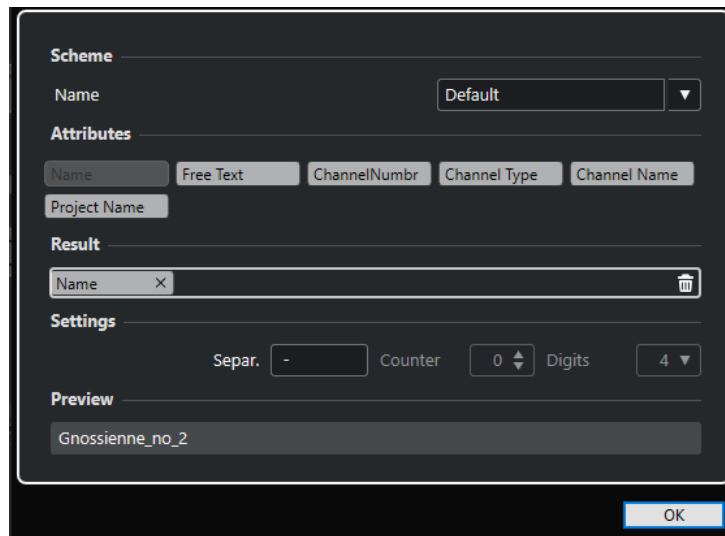 Scheme
Name Default
Attributes
Name Free Text ChannelNumbr Channel Type Channel Name
Project Name
Result
Name
Settings
Separ. - Counter 0 Digits 4
Preview
Gnossienne_no_2
OK